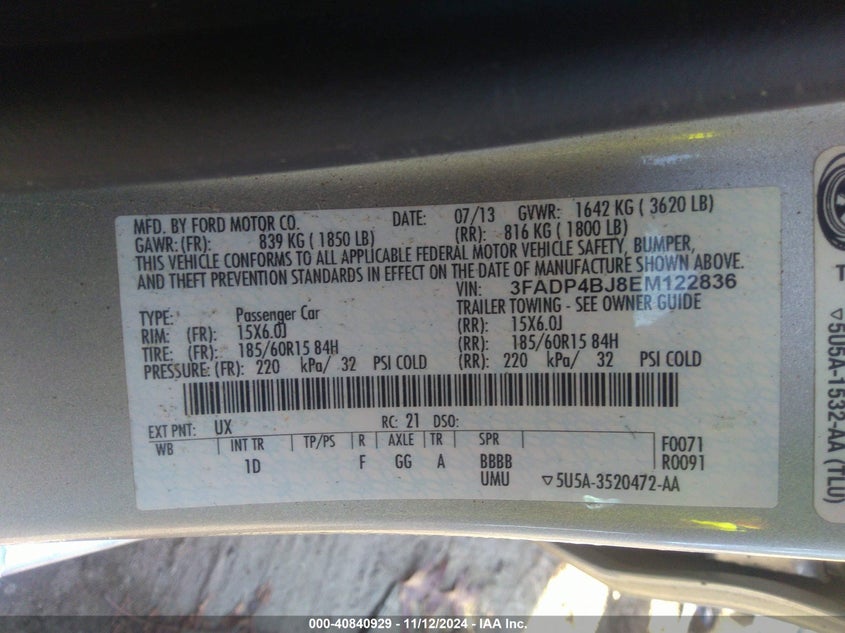 MFD. BY FORD MOTOR CO. DATE: 07/13 GVWR: 1642 KG ( 3620 LB)
GAWR: (FR): 839 KG ( 1850 LB) (RR): 816 KG ( 1800 LB)
THIS VEHICLE CONFORMS TO ALL APPLICABLE FEDERAL MOTOR VEHICLE SAFETY, BUMPER,
AND THEFT PREVENTION STANDARDS IN EFFECT ON THE DATE OF MANUFACTURE SHOWN ABOVE.
VIN: 3FADP4BJ8EM122836
TYPE: Passenger Car TRAILER TOWING - SEE OWNER GUIDE
RIM: (FR): 15X6.0J (RR): 15X6.0J
TIRE: (FR): 185/60R15 84H (RR): 185/60R15 84H
PRESSURE: (FR): 220 kPa/ 32 PSI COLD (RR): 220 kPa/ 32 PSI COLD
EXT PNT: UX RC: 21 DSO:
WB INT TR TP/PS R AXLE TR SPR F0071
1D F GG A BBBB R0091
UMU ▽5U5A-3520472-AA
T
▽5U5A-1532-AA (TLU)
000-40840929 - 11/12/2024 - IAA Inc.